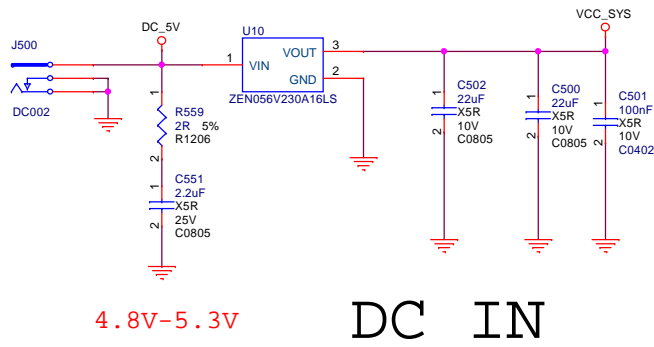 VCC_SYS
DC_5V
J500
U10
1
VIN
VOUT
3
GND
2
ZEN056V230A16LS
DC002
1
R559
2R 5%
R1206
2
1
C551
2.2uF
X5R
25V
C0805
2
1
C502
22uF
X5R
10V
C0805
2
1
C500
22uF
X5R
10V
C0805
2
1
C501
100nF
X5R
10V
C0402
2
4.8V-5.3V
DC IN